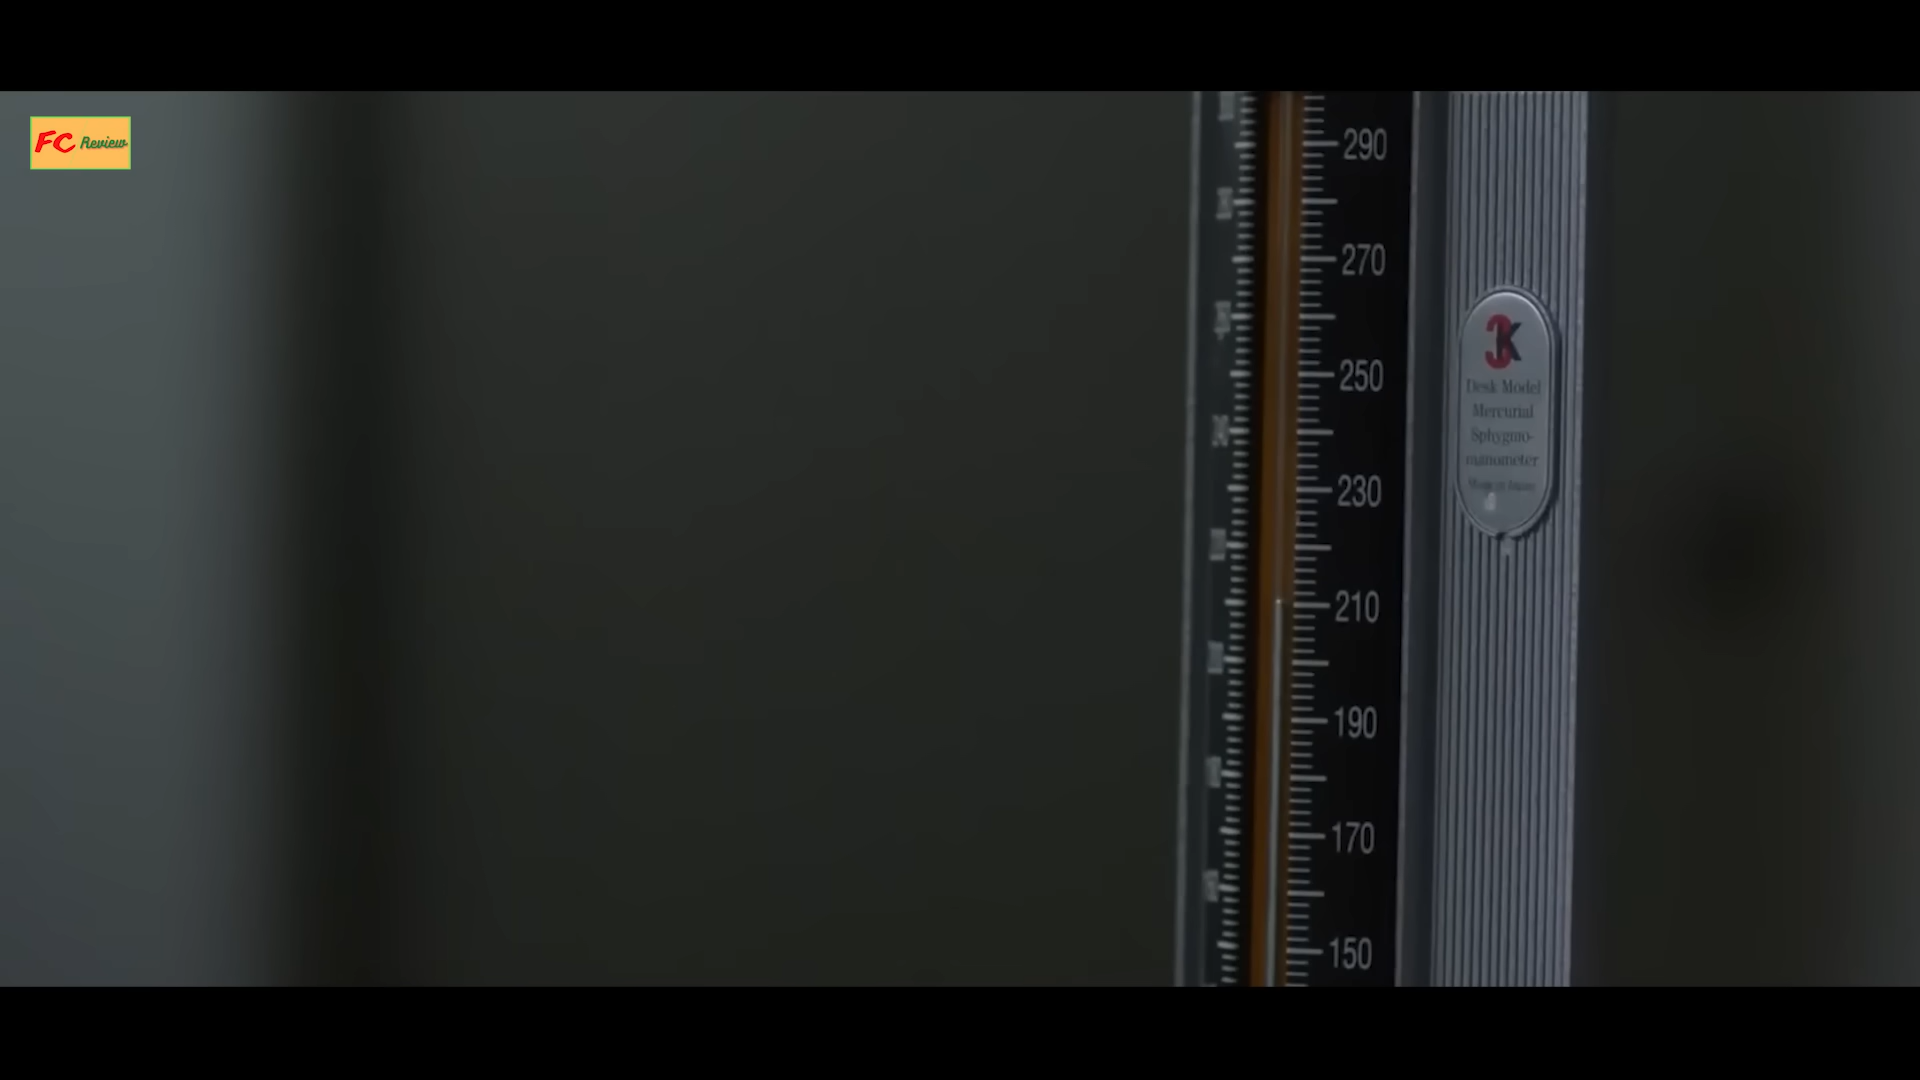 FC Review
290
270
250
230
210
190
170
150
3K
Desk Model
Mercurial
Sphygmo-
manometer